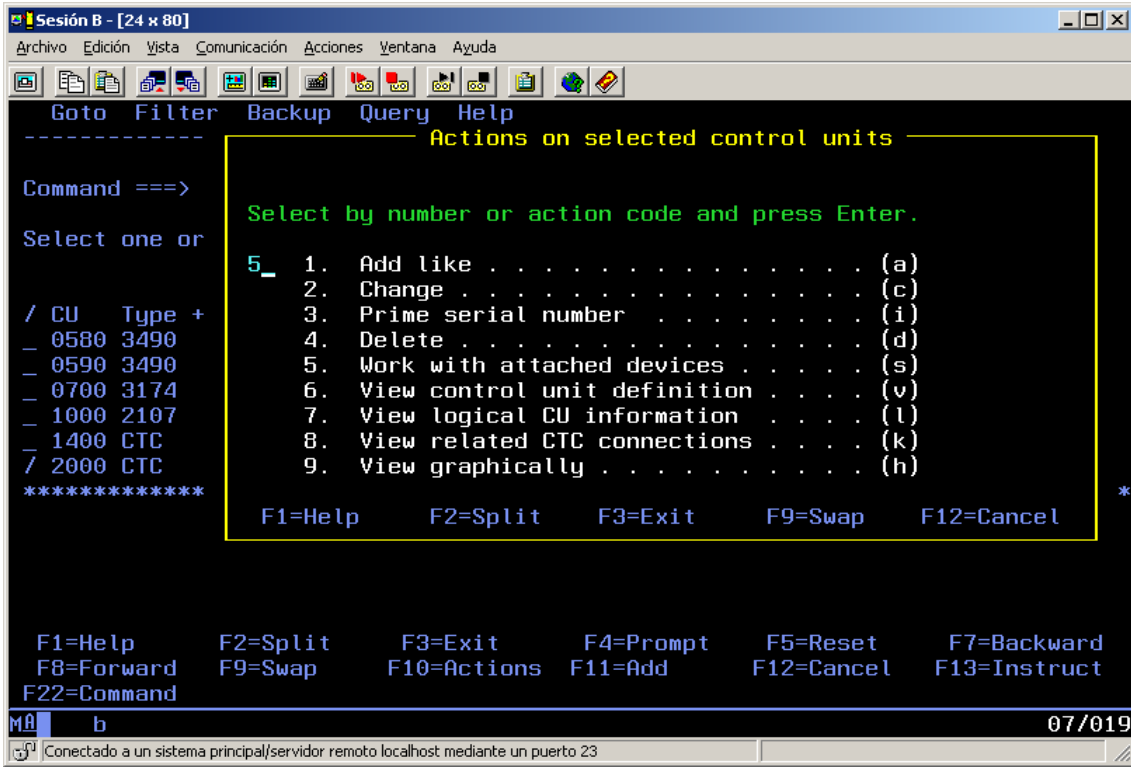 Sesión B - [24 x 80]
Archivo Edición Vista Comunicación Acciones Ventana Ayuda
Goto Filter Backup Query Help
------------- Actions on selected control units
Command ===>
Select by number or action code and press Enter.
Select one or
5_ 1. Add like . . . . . . . . . . . . . . (a)
2. Change . . . . . . . . . . . . . . . (c)
/ CU Type + 3. Prime serial number . . . . . . . . (i)
_ 0580 3490 4. Delete . . . . . . . . . . . . . . . (d)
_ 0590 3490 5. Work with attached devices . . . . . (s)
_ 0700 3174 6. View control unit definition . . . . (v)
_ 1000 2107 7. View logical CU information . . . . (l)
_ 1400 CTC 8. View related CTC connections . . . . (k)
/ 2000 CTC 9. View graphically . . . . . . . . . . (h)
************* *
F1=Help F2=Split F3=Exit F9=Swap F12=Cancel
F1=Help F2=Split F3=Exit F4=Prompt F5=Reset F7=Backward
F8=Forward F9=Swap F10=Actions F11=Add F12=Cancel F13=Instruct
F22=Command
MA b 07/019
Conectado a un sistema principal/servidor remoto localhost mediante un puerto 23